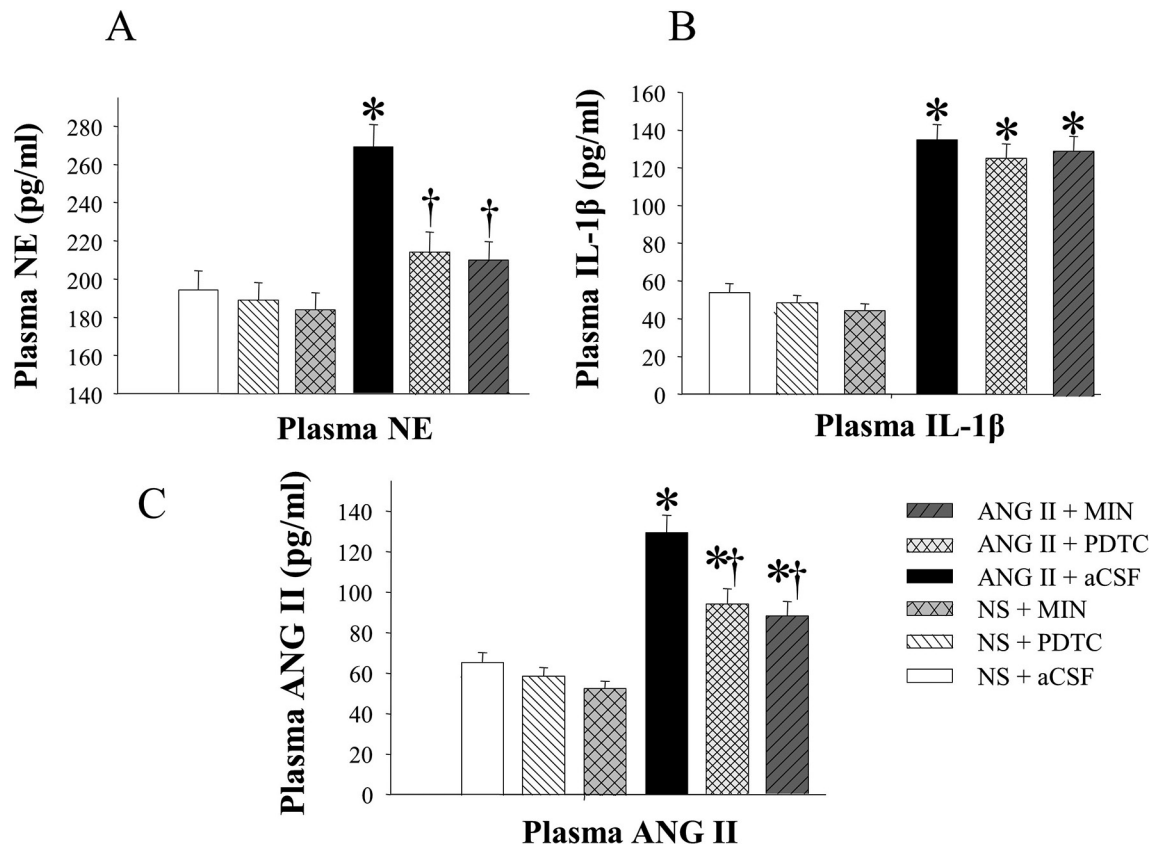 A
Plasma NE (pg/ml)
280
260
240
220
200
180
160
140
*
†
†
Plasma NE
B
Plasma IL-1β (pg/ml)
160
140
120
100
80
60
40
20
0
*
*
*
Plasma IL-1β
C
Plasma ANG II (pg/ml)
140
120
100
80
60
40
20
0
*
*†
*†
Plasma ANG II
ANG II + MIN
ANG II + PDTC
ANG II + aCSF
NS + MIN
NS + PDTC
NS + aCSF